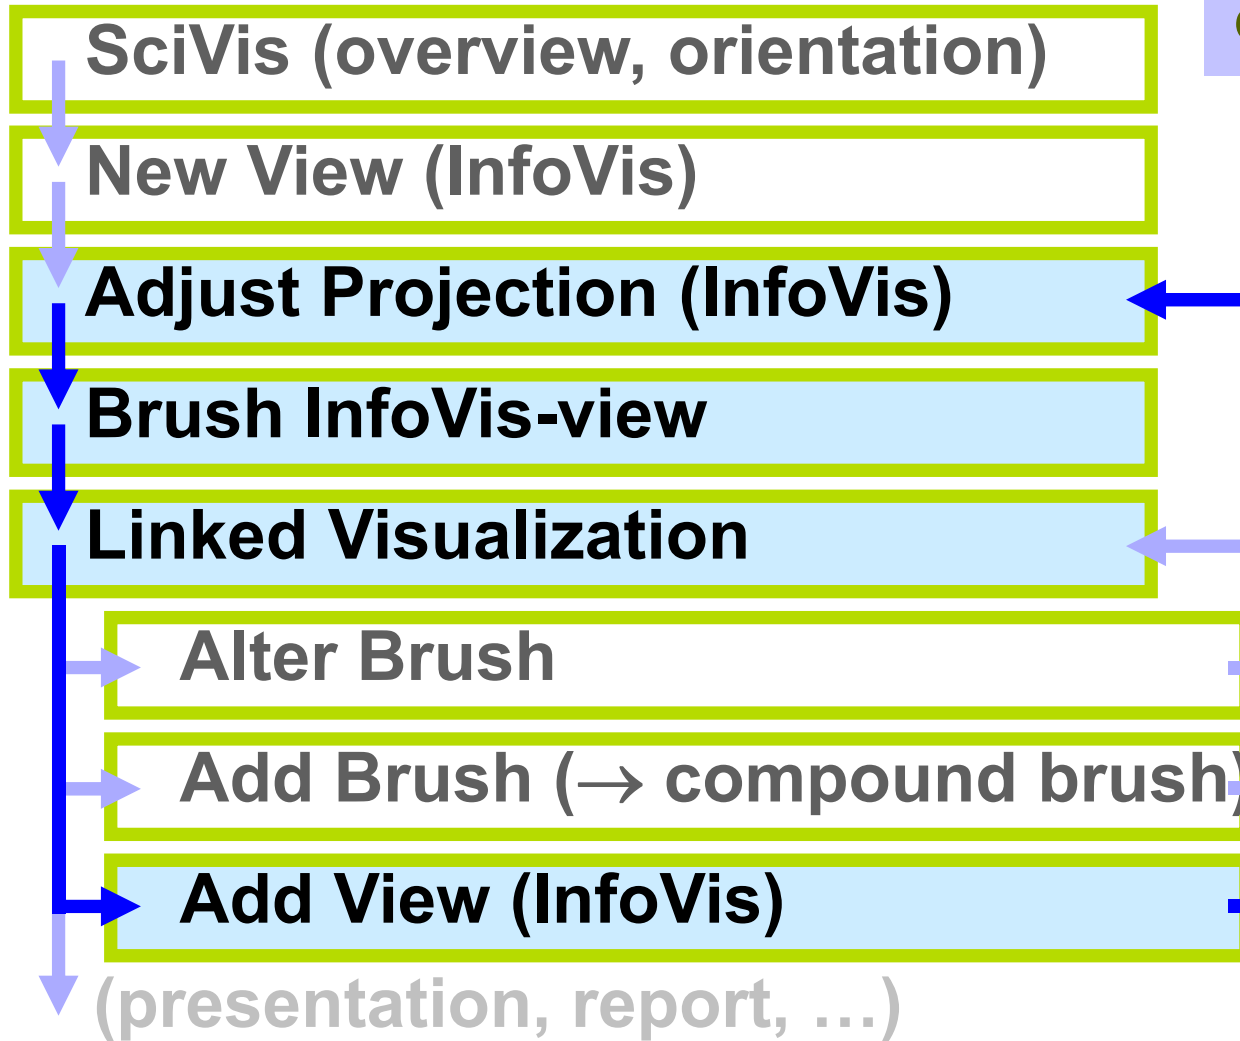 SciVis (overview, orientation)
New View (InfoVis)
Adjust Projection (InfoVis)
Brush InfoVis-view
Linked Visualization
Alter Brush
Add Brush (→ compound brush)
Add View (InfoVis)
(presentation, report, …)